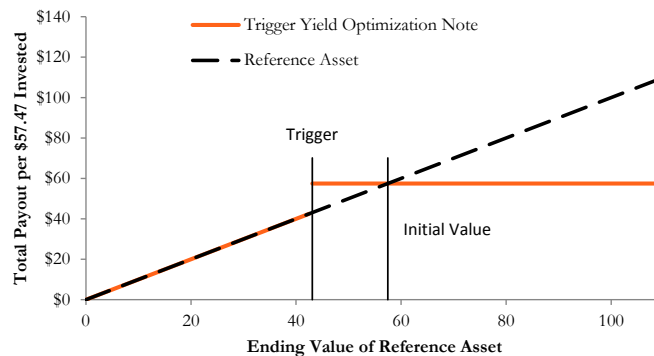 Total Payout per $57.47 Invested
$140
$120
$100
$80
$60
$40
$20
$0
Trigger Yield Optimization Note
Reference Asset
Trigger
Initial Value
0
20
40
60
80
100
Ending Value of Reference Asset